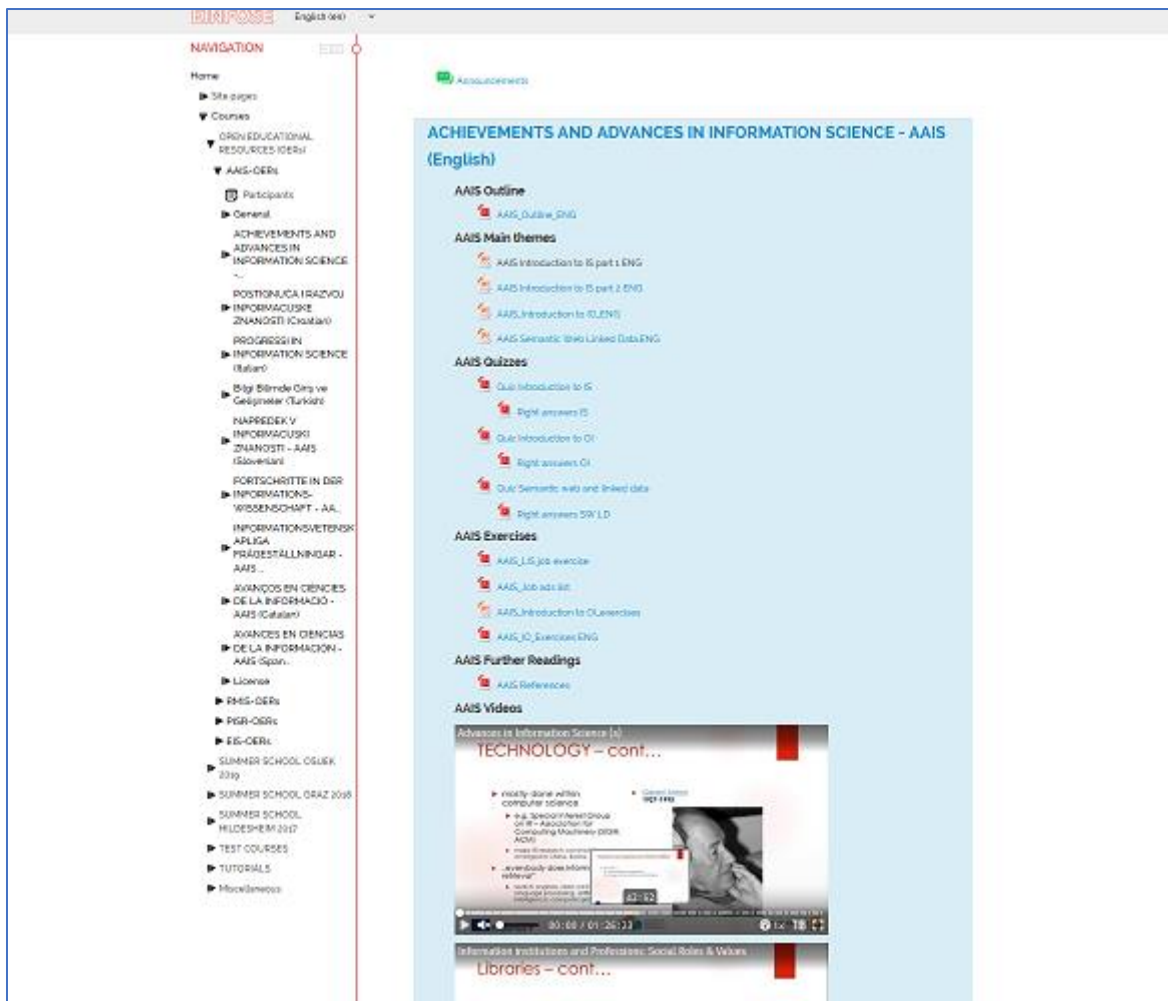 EINFOSE English (en)
NAVIGATION
Home
Site pages
Courses
OPEN EDUCATIONAL
RESOURCES (OERs)
AAIS-OERs
Participants
General
ACHIEVEMENTS AND
ADVANCES IN
INFORMATION SCIENCE
-...
POSTIGNUĆA I RAZVOJ
INFORMACIJSKE
ZNANOSTI (Croatian)
PROGRESSI IN
INFORMATION SCIENCE
(Italian)
Bilgi Bilimde Giriş ve
Gelişmeler (Turkish)
NAPREDEK V
INFORMACIJSKI
ZNANOSTI - AAIS
(Slovenian)
FORTSCHRITTE IN DER
INFORMATIONS-
WISSENSCHAFT - AA...
INFORMATIONSVETENSK
APLIGA
FRÅGESTÄLLNINGAR -
AAIS ...
AVANÇOS EN CIÈNCIES
DE LA INFORMACIÓ -
AAIS (Catalan)
AVANCES EN CIENCIAS
DE LA INFORMACIÓN -
AAIS (Span...
License
RMIS-OERs
PISR-OERs
EIS-OERs
SUMMER SCHOOL OSIJEK
2019
SUMMER SCHOOL GRAZ 2018
SUMMER SCHOOL
HILDESHEIM 2017
TEST COURSES
TUTORIALS
Miscellaneous
Announcements
ACHIEVEMENTS AND ADVANCES IN INFORMATION SCIENCE - AAIS
(English)
AAIS Outline
AAIS_Outline_ENG
AAIS Main themes
AAIS Introduction to IS part 1 ENG
AAIS Introduction to IS part 2 ENG
AAIS_Introduction to IO_ENG
AAIS Semantic Web Linked Data ENG
AAIS Quizzes
Quiz Introduction to IS
Right answers IS
Quiz Introduction to OI
Right answers OI
Quiz Semantic web and linked data
Right answers SW LD
AAIS Exercises
AAIS_LIS job exercise
AAIS_Job ads list
AAIS_Introduction to OI_exercises
AAIS_IO_Exercises ENG
AAIS Further Readings
AAIS References
AAIS Videos
Advances in Information Science (1)
TECHNOLOGY – cont...
mostly done within
computer science
e.g. Special Interest Group
on IR – Association for
Computing Machinery (SIGIR,
ACM)
00:00 / 01:26:23 1x
Information Institutions and Professions: Social Roles & Values
Libraries – cont...